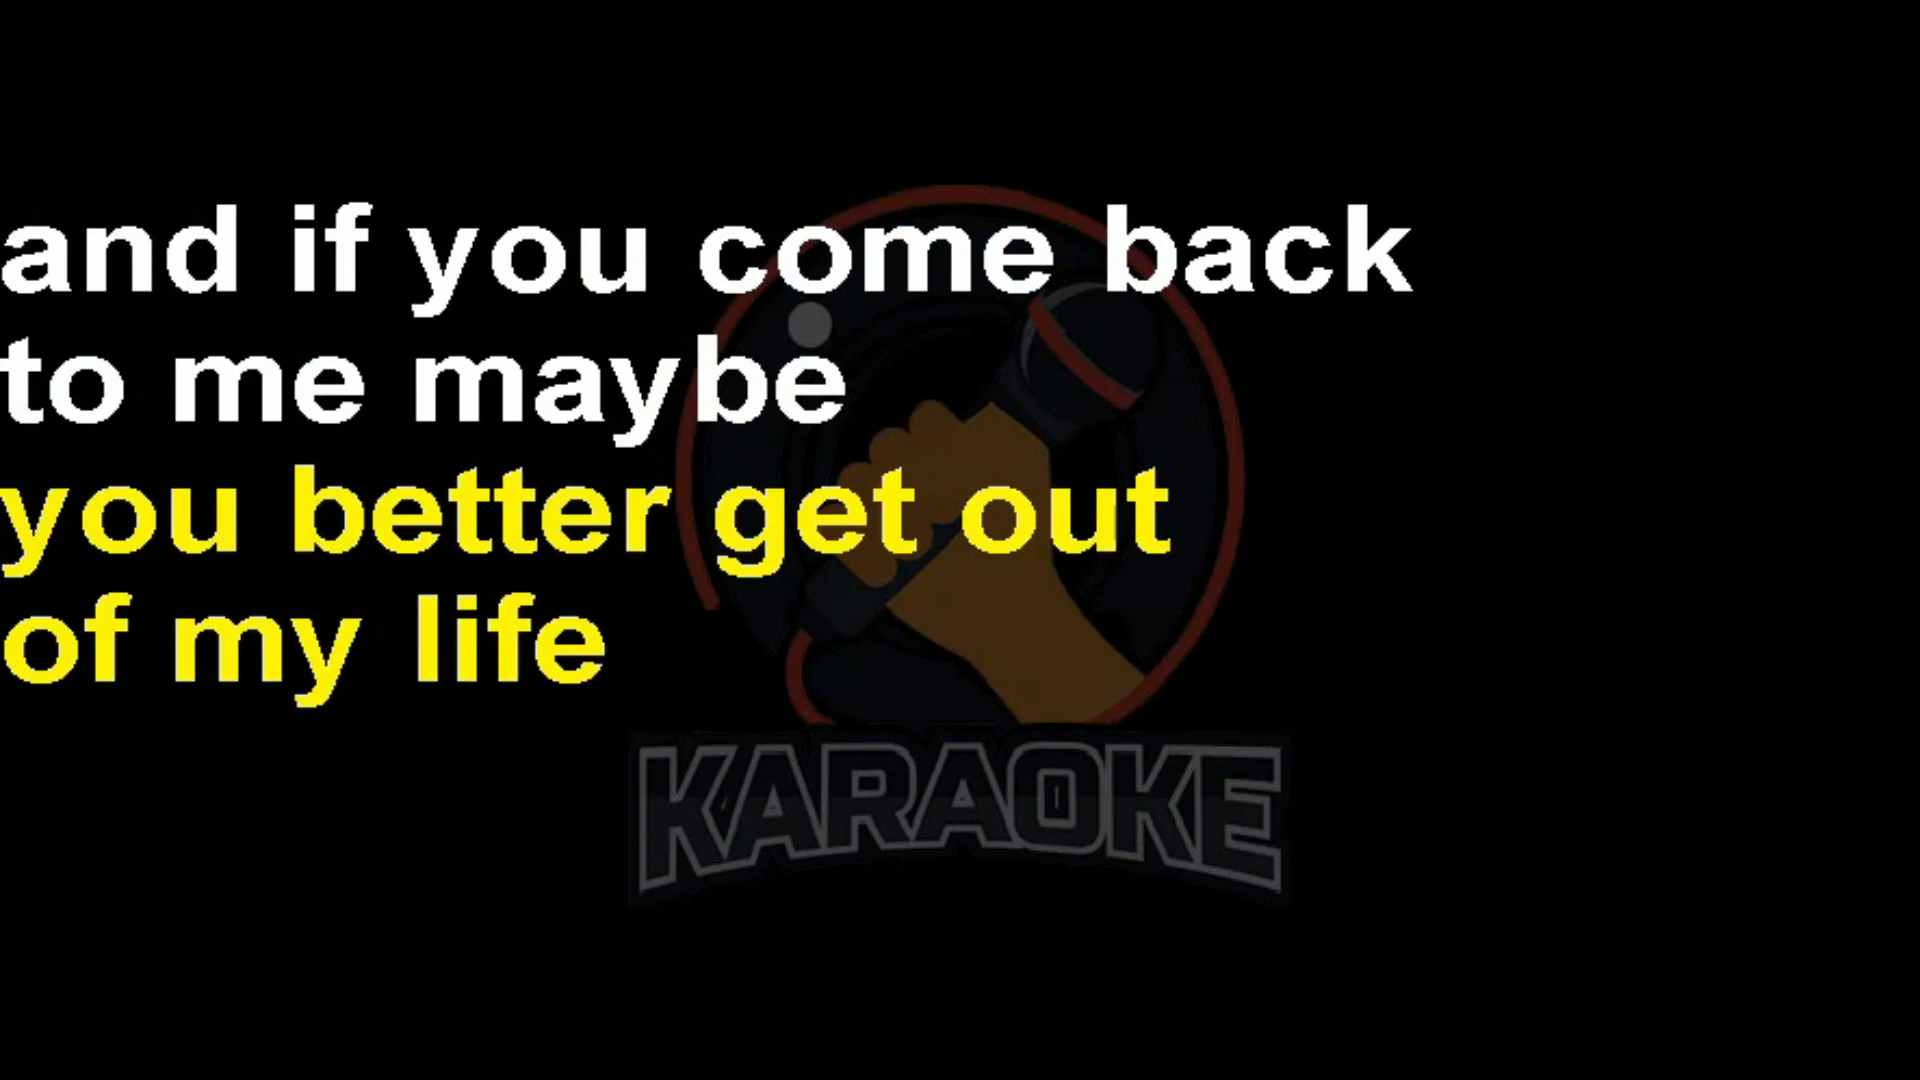 and if you come back
to me maybe
you better get out
of my life
KARAOKE